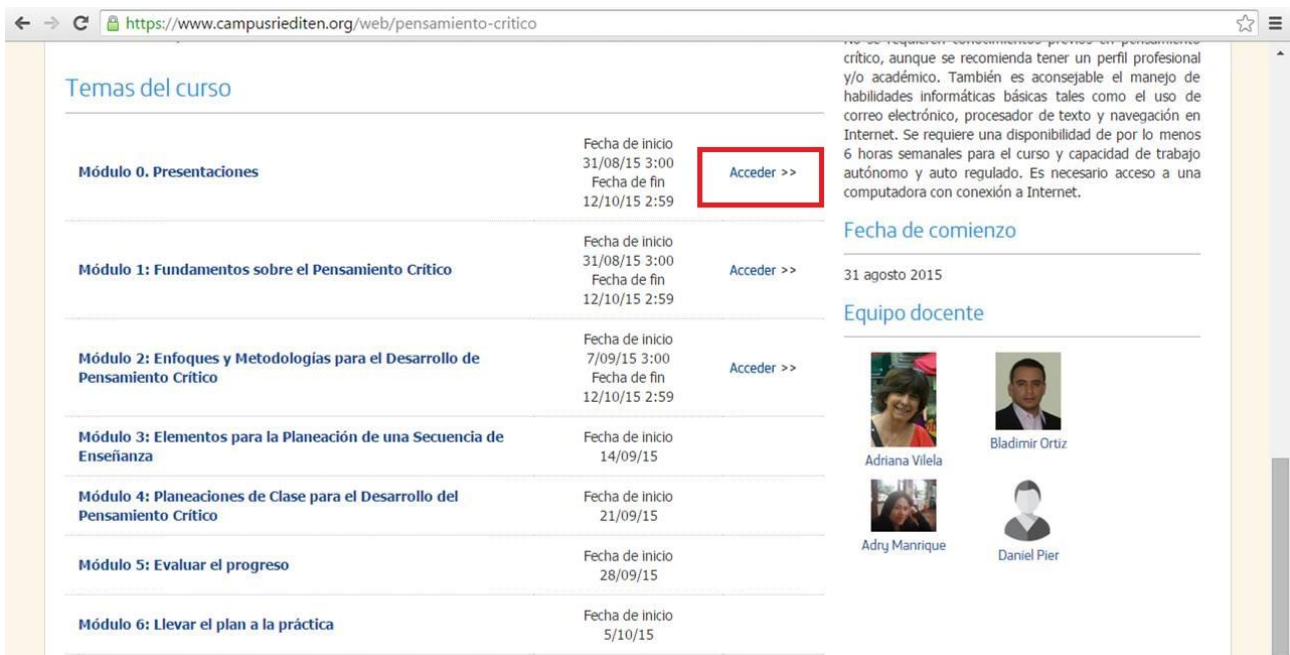 https://www.campusriediten.org/web/pensamiento-critico
Temas del curso
Módulo 0. Presentaciones
Fecha de inicio
31/08/15 3:00
Fecha de fin
12/10/15 2:59
Acceder >>
Módulo 1: Fundamentos sobre el Pensamiento Crítico
Fecha de inicio
31/08/15 3:00
Fecha de fin
12/10/15 2:59
Acceder >>
Módulo 2: Enfoques y Metodologías para el Desarrollo de
Pensamiento Crítico
Fecha de inicio
7/09/15 3:00
Fecha de fin
12/10/15 2:59
Acceder >>
Módulo 3: Elementos para la Planeación de una Secuencia de
Enseñanza
Fecha de inicio
14/09/15
Módulo 4: Planeaciones de Clase para el Desarrollo del
Pensamiento Crítico
Fecha de inicio
21/09/15
Módulo 5: Evaluar el progreso
Fecha de inicio
28/09/15
Módulo 6: Llevar el plan a la práctica
Fecha de inicio
5/10/15
No se requieren conocimientos previos en pensamiento
crítico, aunque se recomienda tener un perfil profesional
y/o académico. También es aconsejable el manejo de
habilidades informáticas básicas tales como el uso de
correo electrónico, procesador de texto y navegación en
Internet. Se requiere una disponibilidad de por lo menos
6 horas semanales para el curso y capacidad de trabajo
autónomo y auto regulado. Es necesario acceso a una
computadora con conexión a Internet.
Fecha de comienzo
31 agosto 2015
Equipo docente
Adriana Vilela
Bladimir Ortiz
Adry Manrique
Daniel Pier